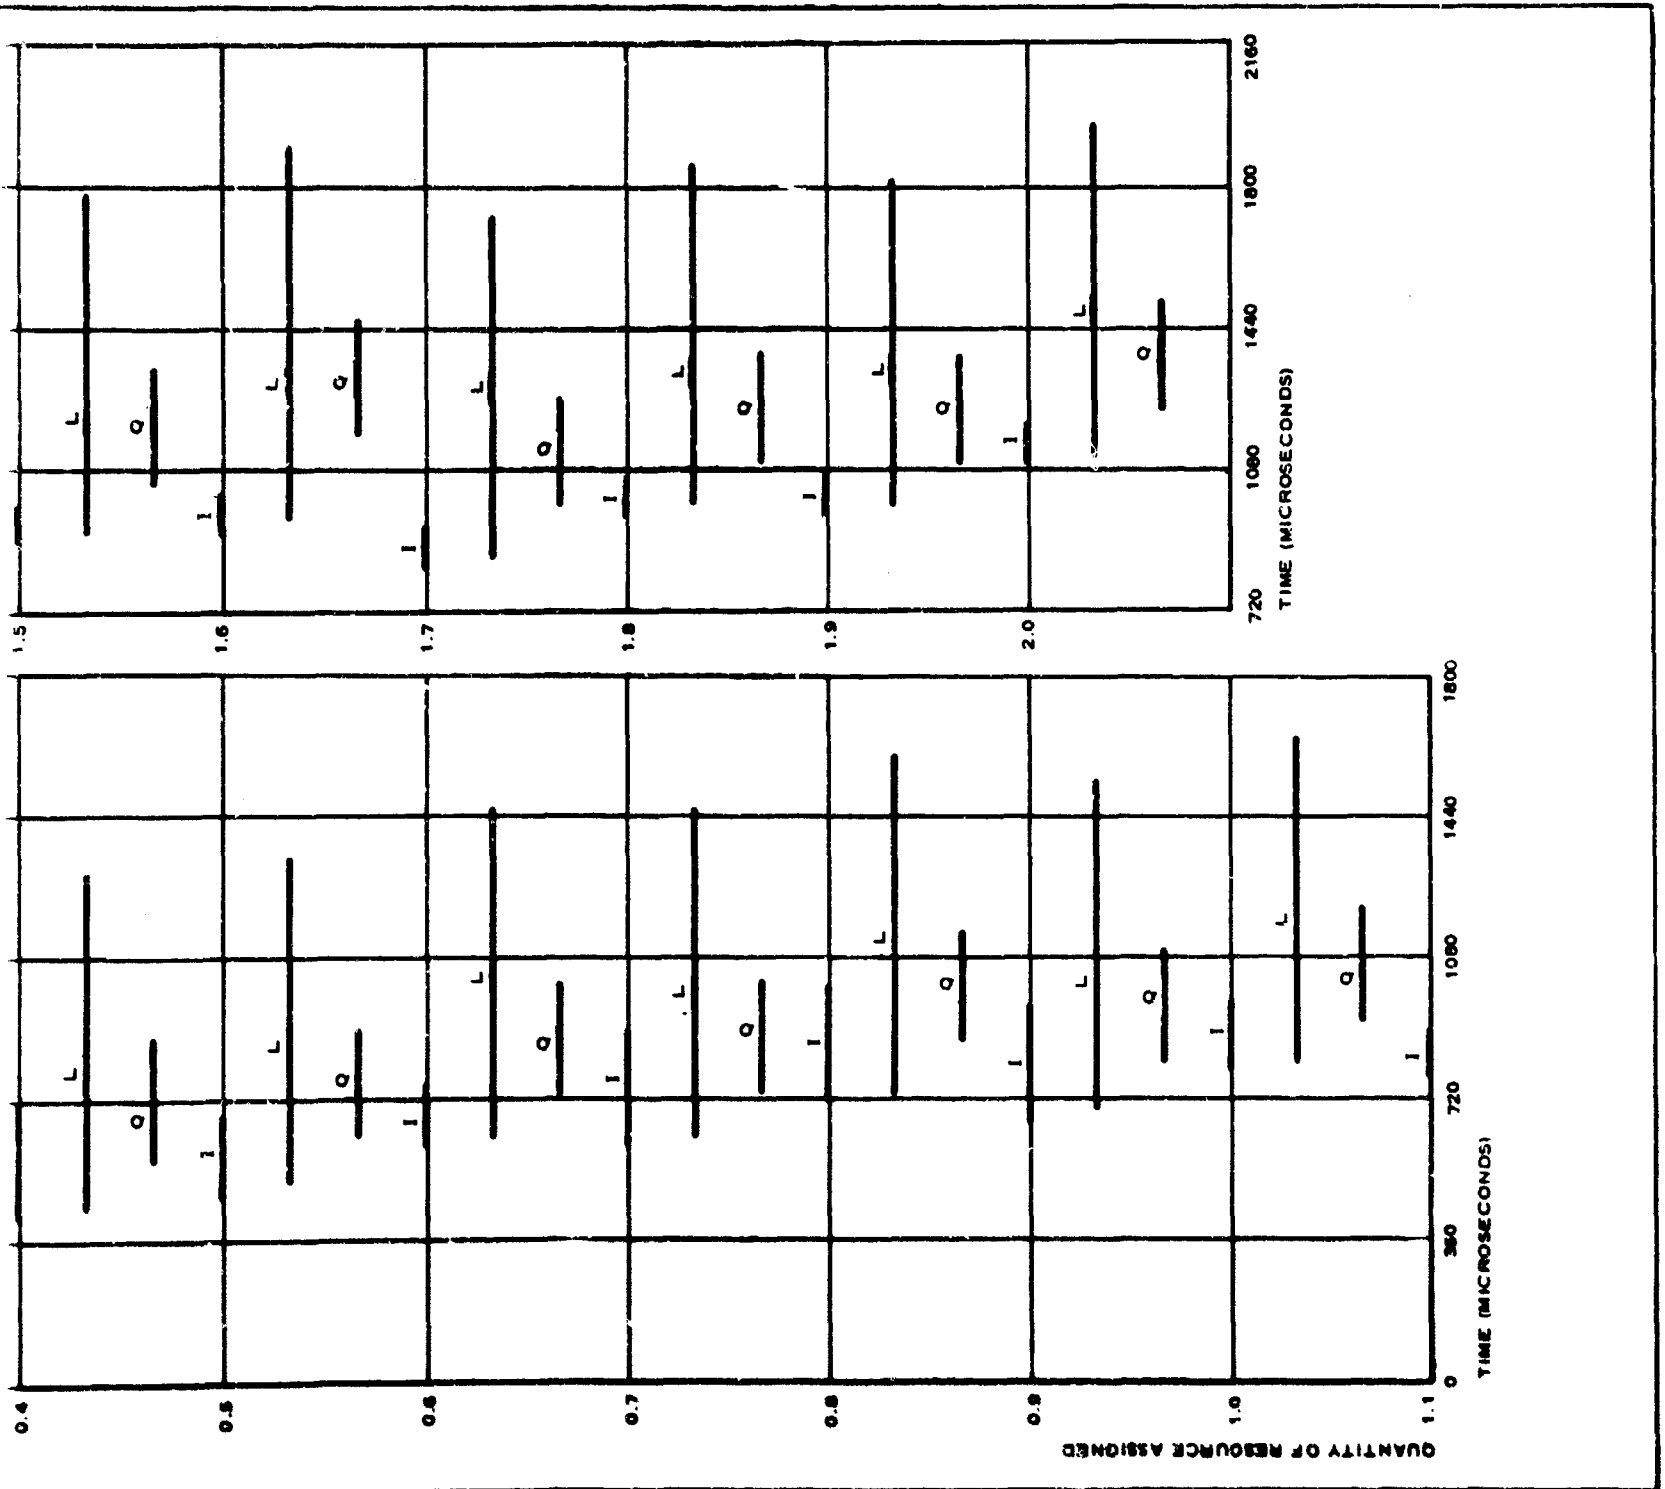 1.5
L
Q
I
1.6
L
Q
I
1.7
L
Q
I
1.8
L
Q
I
1.9
L
Q
I
2.0
L
Q
720 1080 1440 1800 2160
TIME (MICROSECONDS)
0.4
L
Q
I
0.5
L
Q
I
0.6
L
Q
I
0.7
L
Q
I
0.8
L
Q
I
0.9
L
Q
I
1.0
L
Q
I
1.1
0 360 720 1080 1440 1800
TIME (MICROSECONDS)
QUANTITY OF RESOURCE ASSIGNED